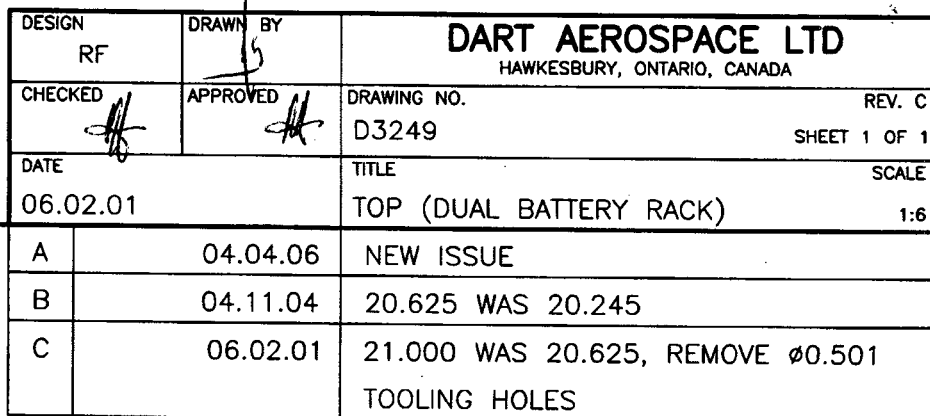 DESIGN
RF
DRAWN BY
DART AEROSPACE LTD
HAWKESBURY, ONTARIO, CANADA
CHECKED
APPROVED
DRAWING NO.
D3249
REV. C
SHEET 1 OF 1
DATE
06.02.01
TITLE
TOP (DUAL BATTERY RACK)
SCALE
1:6
A 04.04.06 NEW ISSUE
B 04.11.04 20.625 WAS 20.245
C 06.02.01 21.000 WAS 20.625, REMOVE ø0.501
TOOLING HOLES